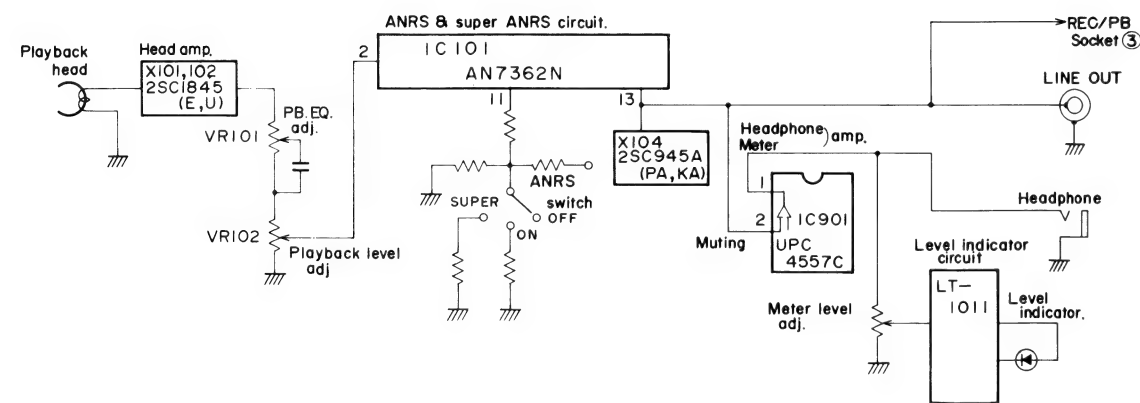 ANRS & super ANRS circuit.
REC/PB
Socket ③
Playback
head
Head amp.
X101,102
2SC1845
(E,U)
2
IC101
AN7362N
11
13
LINE OUT
VR101
PB.EQ.
adj.
X104
2SC945A
(PA,KA)
Headphone
Meter
) amp.
ANRS
SUPER
switch
OFF
ON
1
2
IC901
UPC
4557C
Muting
Headphone
VR102
Playback level
adj
Level indicator
circuit
LT-
1011
Level
indicator.
Meter level
adj.